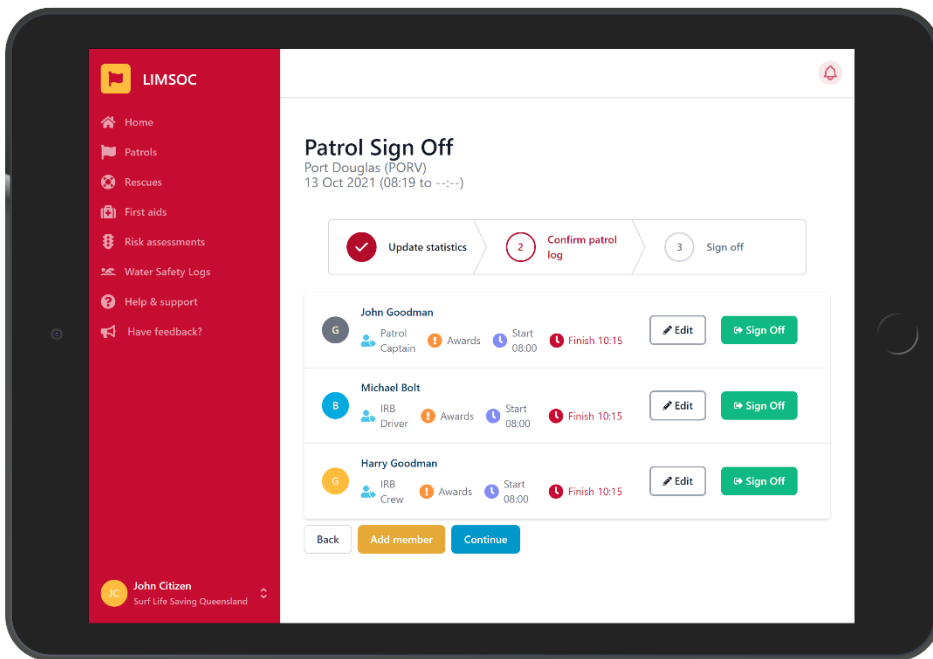 LIMSOC
Home
Patrols
Rescues
First aids
Risk assessments
Water Safety Logs
Help & support
Have feedback?
JC
John Citizen
Surf Life Saving Queensland
Patrol Sign Off
Port Douglas (PORV)
13 Oct 2021 (08:19 to --:--)
Update statistics
2
Confirm patrol
log
3
Sign off
G
John Goodman
Patrol
Captain
Awards
Start
08:00
Finish 10:15
Edit
Sign Off
B
Michael Bolt
IRB
Driver
Awards
Start
08:00
Finish 10:15
Edit
Sign Off
G
Harry Goodman
IRB
Crew
Awards
Start
08:00
Finish 10:15
Edit
Sign Off
Back
Add member
Continue